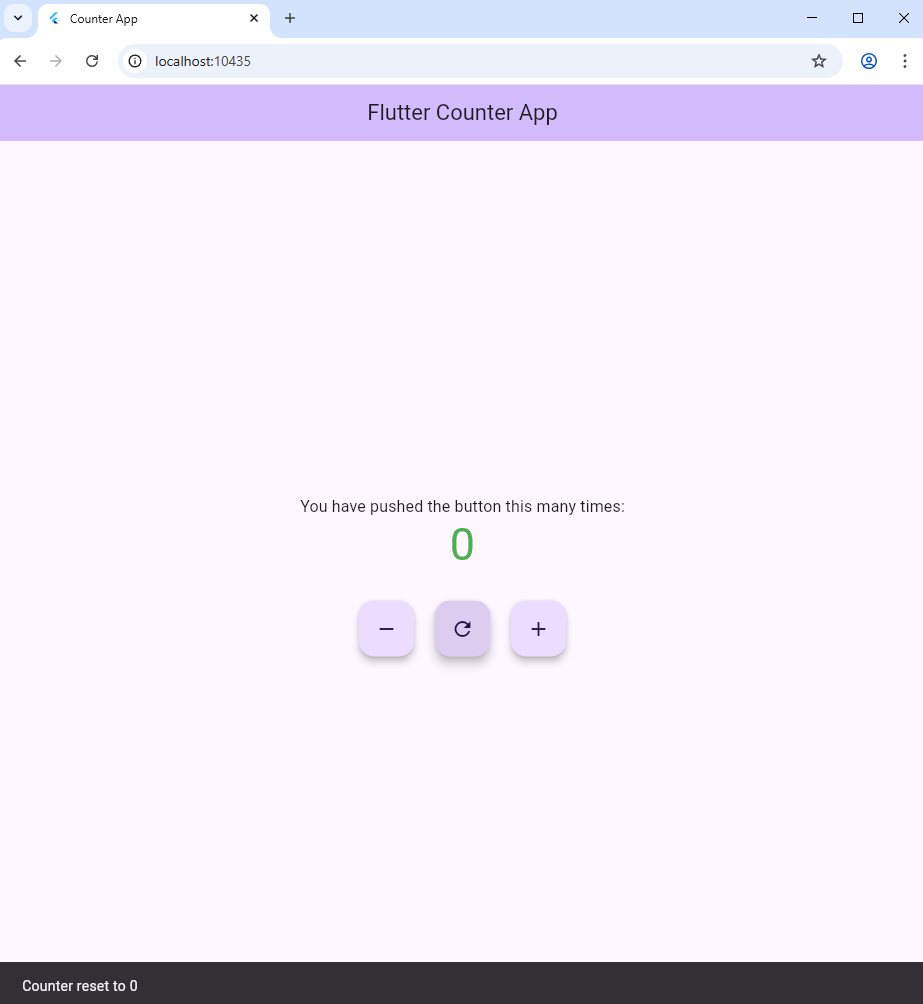 Counter App
localhost:10435
Flutter Counter App
You have pushed the button this many times:
0
Counter reset to 0